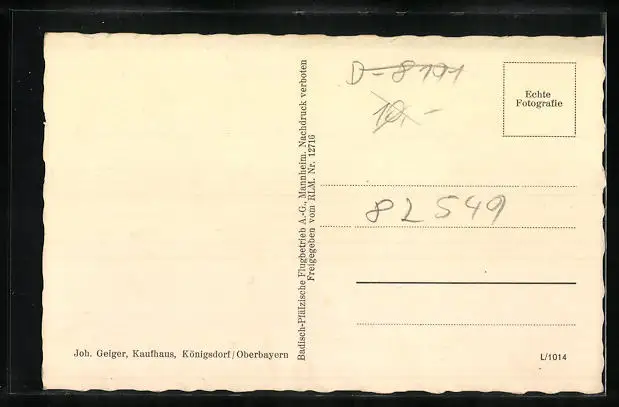 Joh. Geiger, Kaufhaus, Königsdorf/Oberbayern
Badisch-Pfälzische Flugbetrieb A.-G., Mannheim. Nachdruck verboten
Freigegeben vom RLM. Nr. 12716
D-8191
10,-
Echte
Fotografie
82549
L/1014